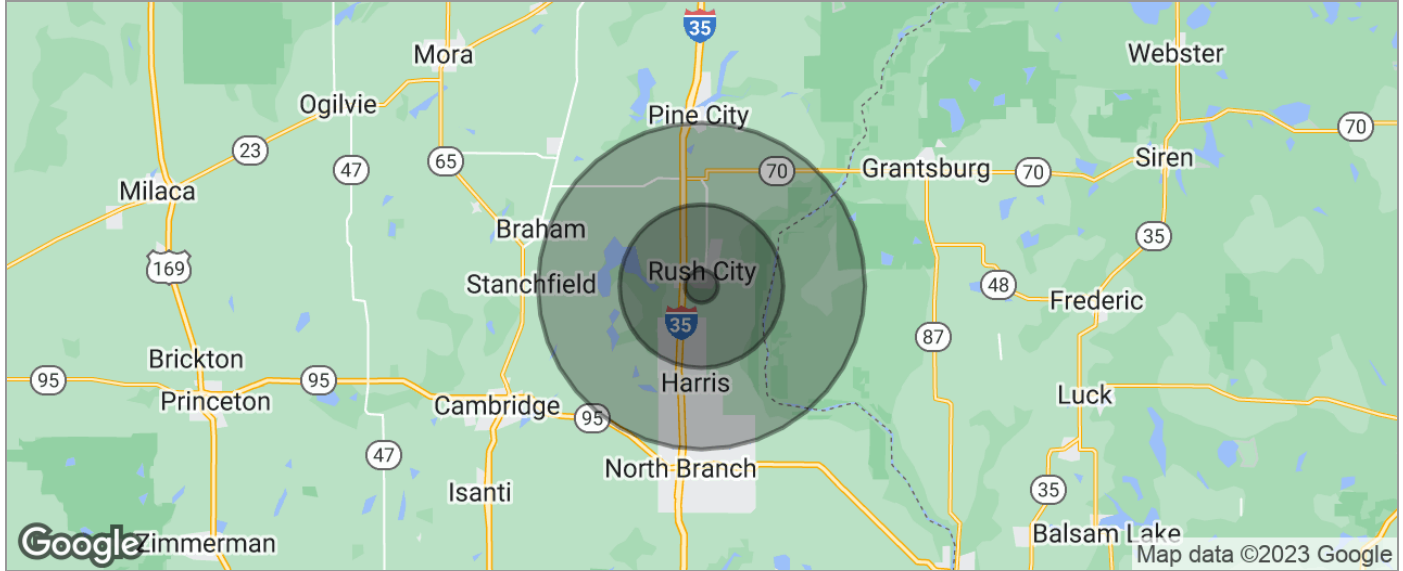 35
Mora
Webster
Ogilvie
Pine City
70
23
65
47
70
Grantsburg
70
Siren
Milaca
Braham
35
169
Rush City
Stanchfield
48
Frederic
35
87
Brickton
95
95
Harris
Princeton
Luck
Cambridge
95
47
North Branch
Isanti
35
Balsam Lake
Google
Zimmerman
Map data ©2023 Google